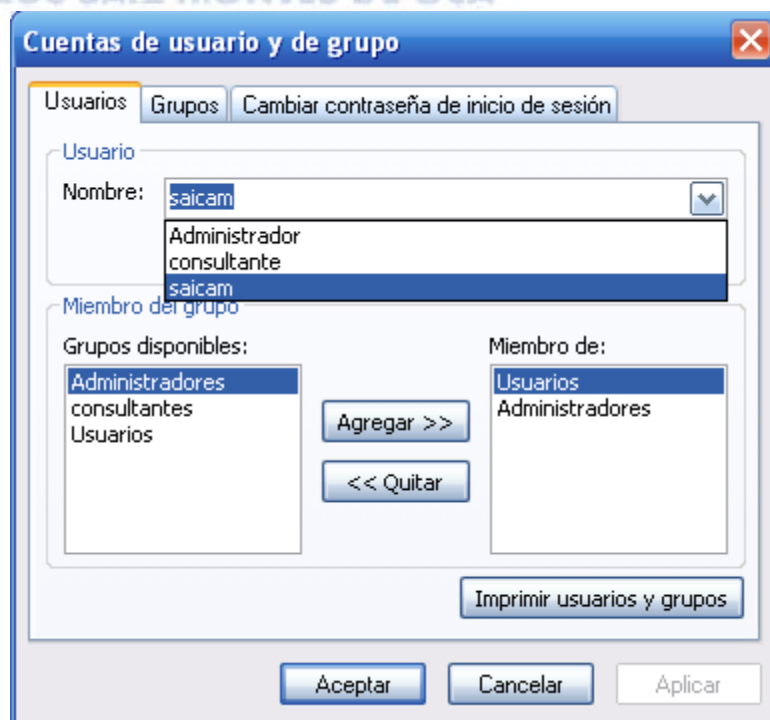 Cuentas de usuario y de grupo
Usuarios
Grupos
Cambiar contraseña de inicio de sesión
Usuario
Nombre:
saicam
Administrador
consultante
saicam
Miembro del grupo
Grupos disponibles:
Administradores
consultantes
Usuarios
Agregar >>
<< Quitar
Miembro de:
Usuarios
Administradores
Imprimir usuarios y grupos
Aceptar
Cancelar
Aplicar